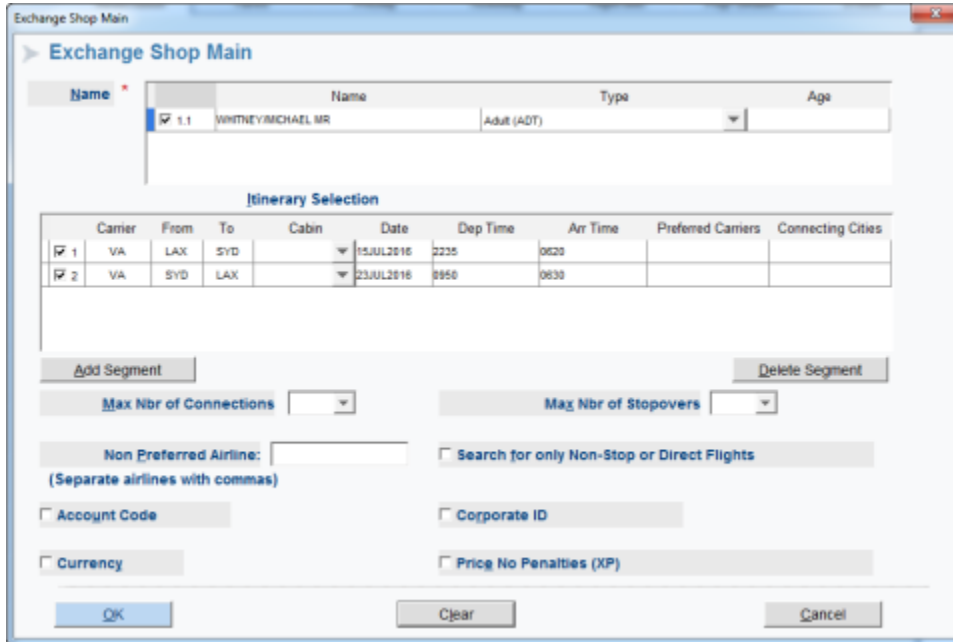 Exchange Shop Main
Exchange Shop Main
Name *
Name Type Age
1.1 WHITNEY/MICHAEL MR Adult (ADT)
Itinerary Selection
Carrier From To Cabin Date Dep Time Arr Time Preferred Carriers Connecting Cities
1 VA LAX SYD 15JUL2016 2235 0620
2 VA SYD LAX 23JUL2016 0950 0630
Add Segment Delete Segment
Max Nbr of Connections Max Nbr of Stopovers
Non Preferred Airline: Search for only Non-Stop or Direct Flights
(Separate airlines with commas)
Account Code Corporate ID
Currency Price No Penalties (XP)
OK Clear Cancel